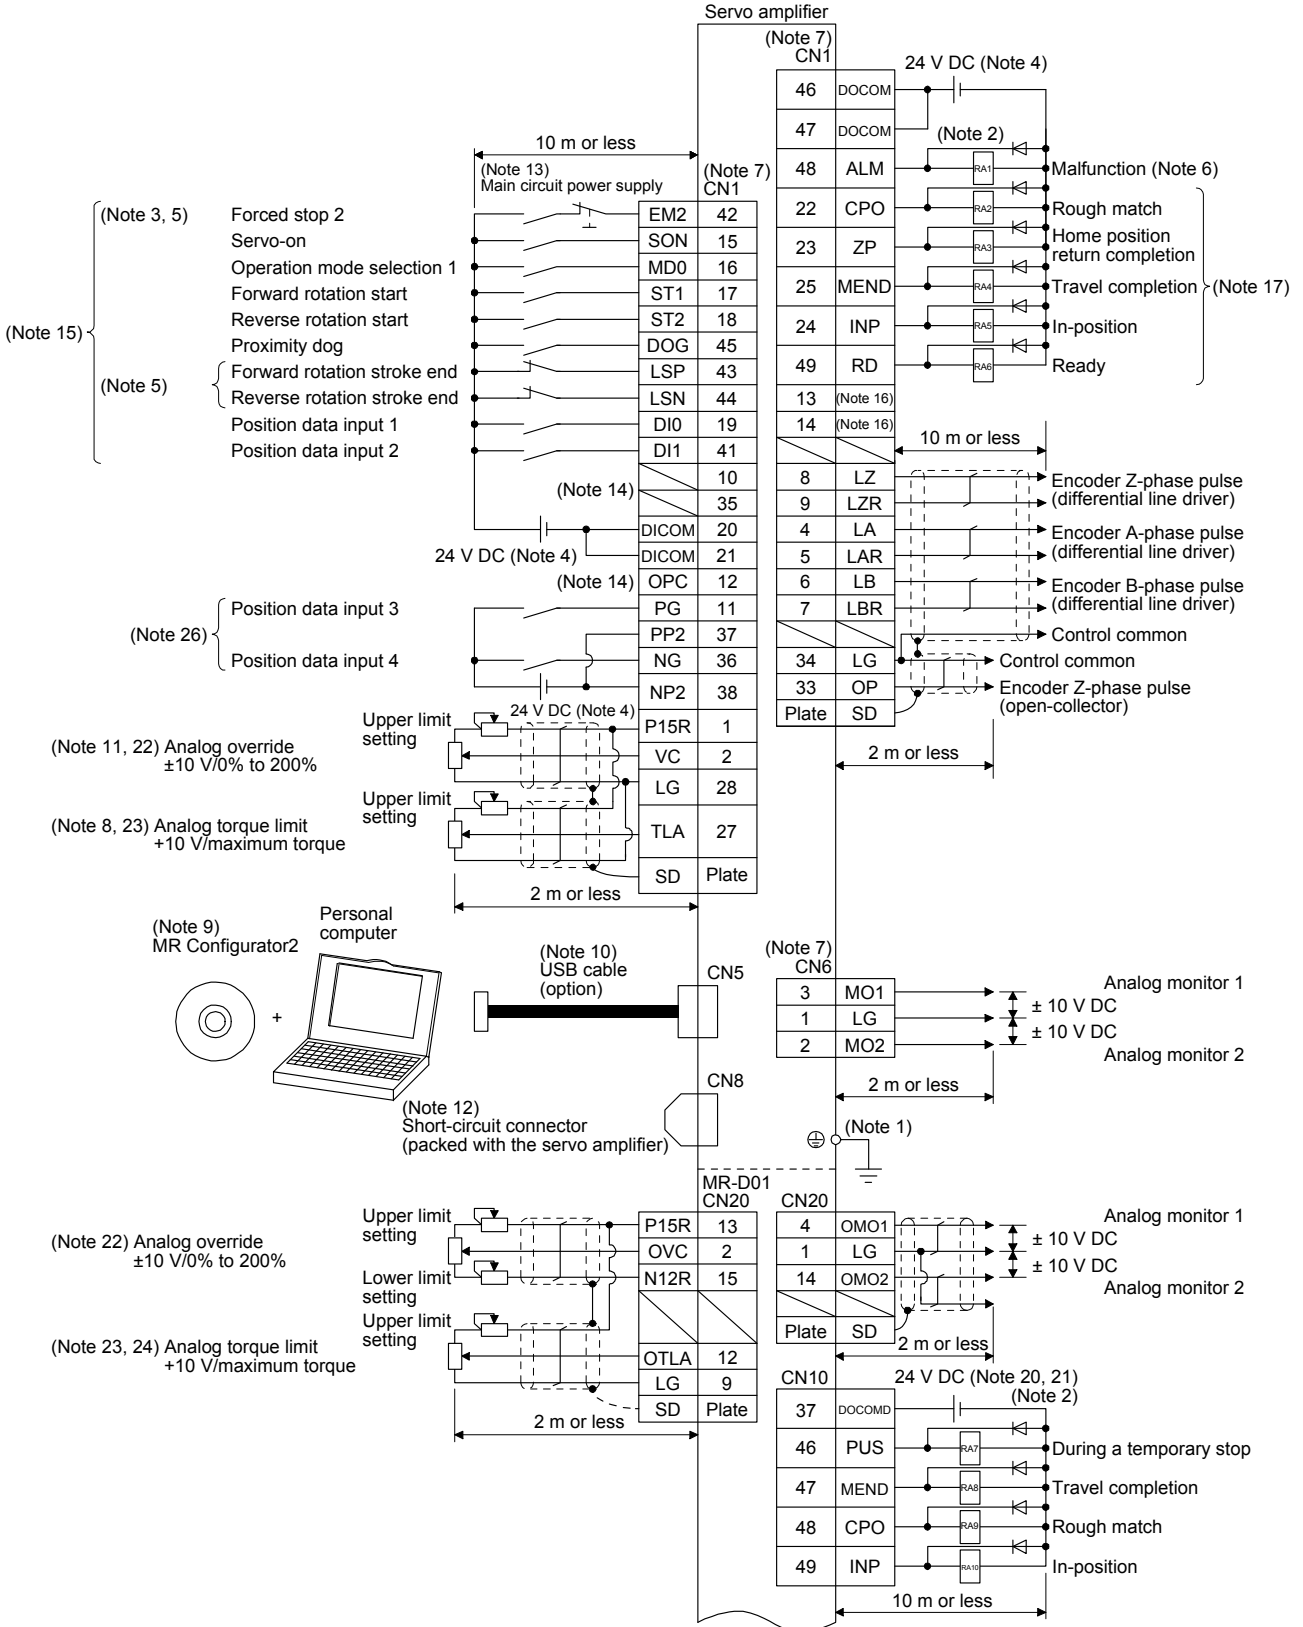 Servo amplifier
(Note 7)
CN1
24 V DC (Note 4)
46 DOCOM
47 DOCOM
(Note 2)
48 ALM RA1 Malfunction (Note 6)
22 CPO RA2 Rough match
23 ZP RA3 Home position
return completion
25 MEND RA4 Travel completion
(Note 17)
24 INP RA5 In-position
49 RD RA6 Ready
13 (Note 16)
14 (Note 16)
10 m or less
8 LZ Encoder Z-phase pulse
9 LZR (differential line driver)
4 LA Encoder A-phase pulse
5 LAR (differential line driver)
6 LB Encoder B-phase pulse
7 LBR (differential line driver)
Control common
34 LG Control common
33 OP Encoder Z-phase pulse
(open-collector)
Plate SD
2 m or less
10 m or less
(Note 13)
Main circuit power supply
(Note 7)
CN1
(Note 15)
(Note 3, 5) Forced stop 2 EM2 42
Servo-on SON 15
Operation mode selection 1 MD0 16
Forward rotation start ST1 17
Reverse rotation start ST2 18
Proximity dog DOG 45
(Note 5)
Forward rotation stroke end LSP 43
Reverse rotation stroke end LSN 44
Position data input 1 DI0 19
Position data input 2 DI1 41
(Note 14)
10
35
DICOM 20
24 V DC (Note 4) DICOM 21
(Note 14) OPC 12
(Note 26)
Position data input 3 PG 11
PP2 37
Position data input 4 NG 36
NP2 38
24 V DC (Note 4)
Upper limit
setting
P15R 1
(Note 11, 22) Analog override
±10 V/0% to 200%
VC 2
LG 28
Upper limit
setting
(Note 8, 23) Analog torque limit
+10 V/maximum torque
TLA 27
SD Plate
2 m or less
(Note 9)
MR Configurator2
+
Personal
computer
(Note 10)
USB cable
(option)
CN5
(Note 7)
CN6
3 MO1 Analog monitor 1
± 10 V DC
1 LG
± 10 V DC
2 MO2 Analog monitor 2
2 m or less
CN8
(Note 12)
Short-circuit connector
(packed with the servo amplifier)
(Note 1)
MR-D01
CN20
Upper limit
setting
P15R 13
(Note 22) Analog override
±10 V/0% to 200%
OVC 2
Lower limit
setting
N12R 15
Upper limit
setting
(Note 23, 24) Analog torque limit
+10 V/maximum torque
OTLA 12
LG 9
SD Plate
2 m or less
CN20
4 OMO1 Analog monitor 1
± 10 V DC
1 LG
± 10 V DC
14 OMO2 Analog monitor 2
Plate SD
2 m or less
CN10
24 V DC (Note 20, 21)
(Note 2)
37 DOCOMD
46 PUS RA7 During a temporary stop
47 MEND RA8 Travel completion
48 CPO RA9 Rough match
49 INP RA10 In-position
10 m or less